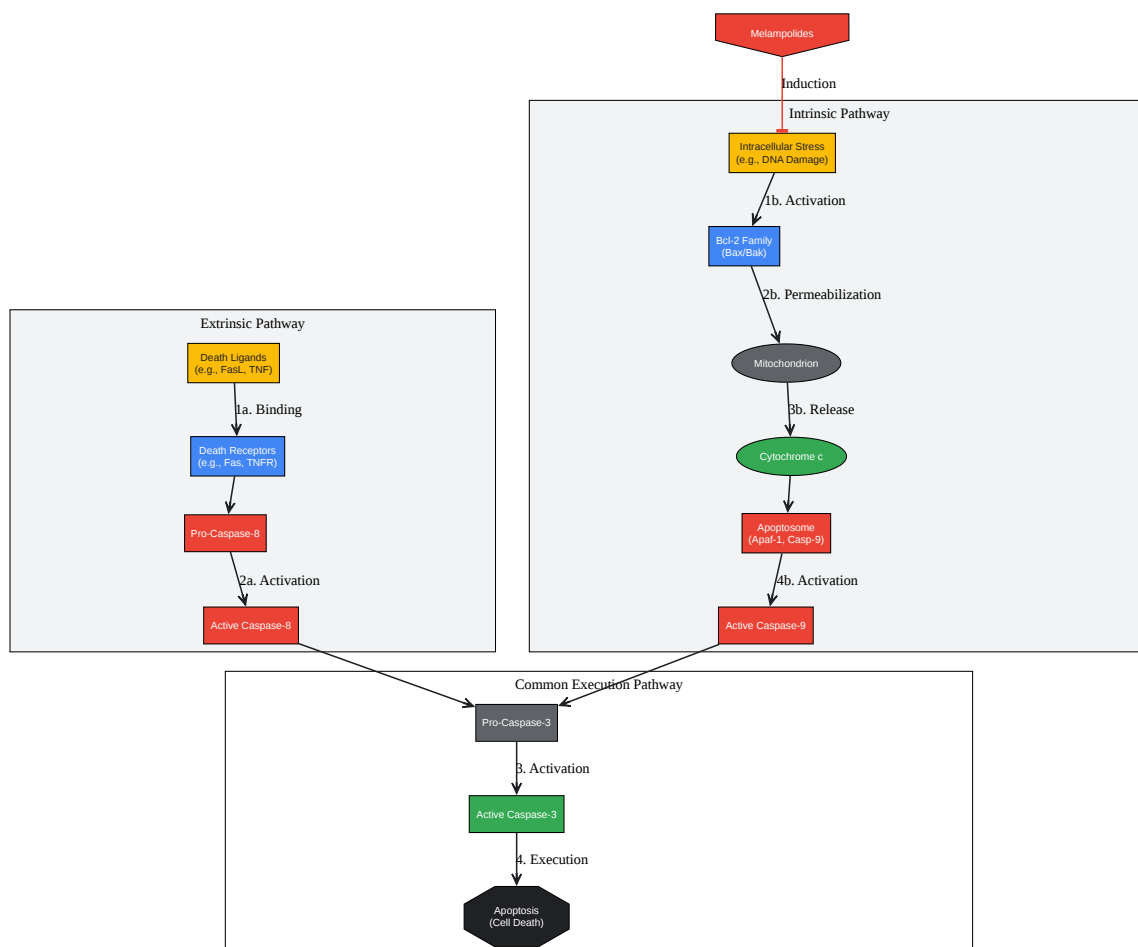 Melampolides
Induction
Intrinsic Pathway
Intracellular Stress
(e.g., DNA Damage)
1b. Activation
Bcl-2 Family
(Bax/Bak)
2b. Permeabilization
Mitochondrion
3b. Release
Cytochrome c
Apoptosome
(Apaf-1, Casp-9)
4b. Activation
Active Caspase-9
Extrinsic Pathway
Death Ligands
(e.g., FasL, TNF)
1a. Binding
Death Receptors
(e.g., Fas, TNFR)
Pro-Caspase-8
2a. Activation
Active Caspase-8
Common Execution Pathway
Pro-Caspase-3
3. Activation
Active Caspase-3
4. Execution
Apoptosis
(Cell Death)